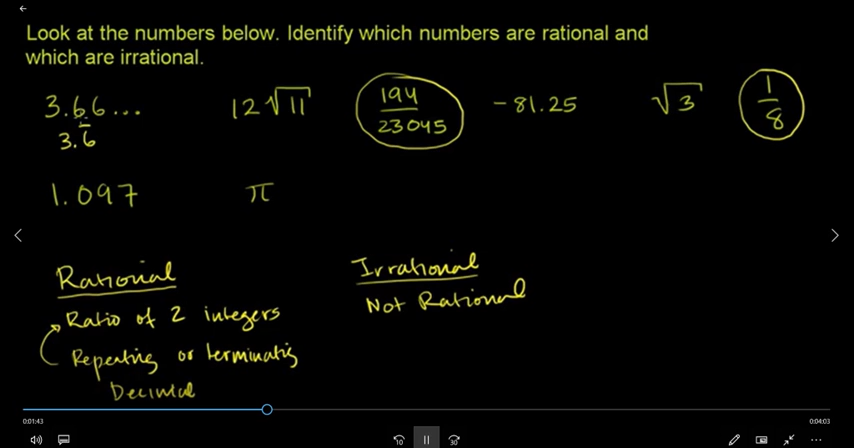 Look at the numbers below. Identify which numbers are rational and
which are irrational.
3.66... 12√11 194/23045 -81.25 √3 1/8
3.6̅
1.097 π
Rational Irrational
Ratio of 2 integers Not Rational
Repeating or terminating
Decimal
0:01:43 0:04:03
10 30